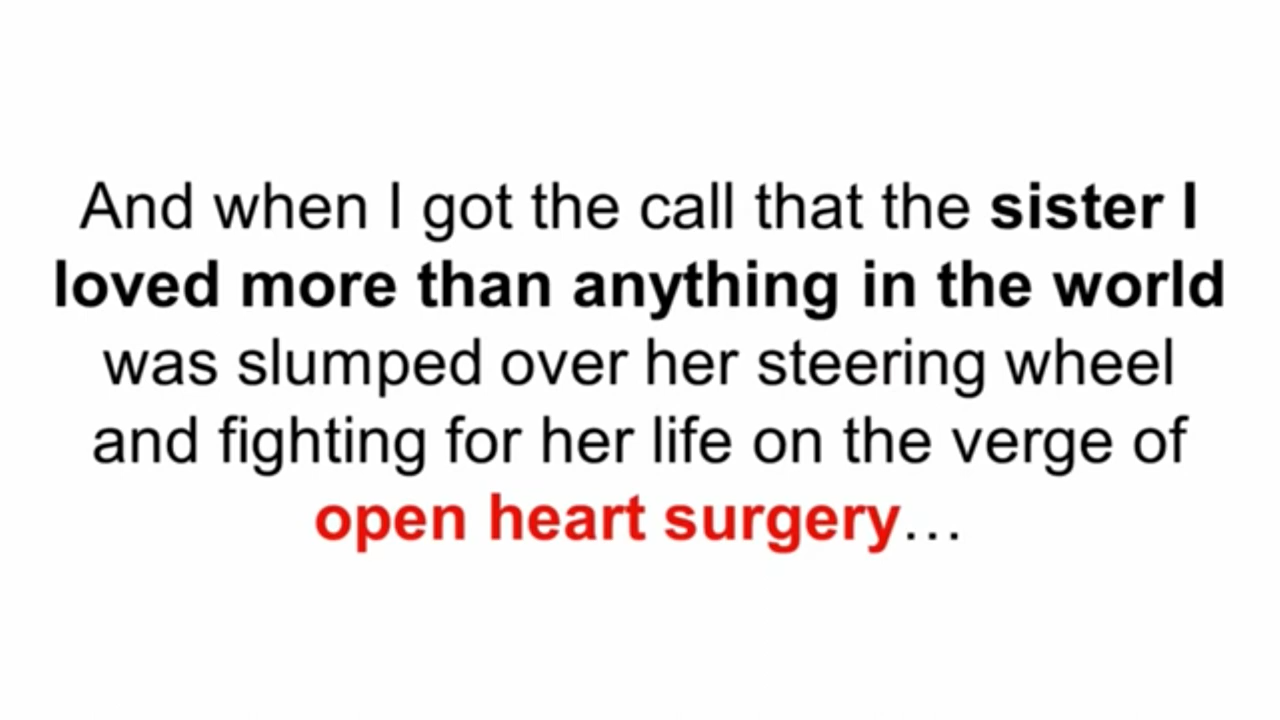 And when I got the call that the sister I
loved more than anything in the world
was slumped over her steering wheel
and fighting for her life on the verge of
open heart surgery…